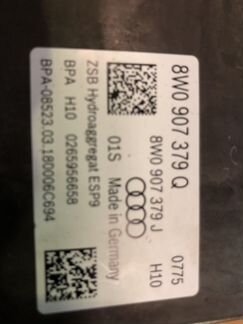 8W0 907 379 Q 0775
8W0 907 379 J H10
01S Made in Germany
ZSB Hydroaggregat ESP9
BPA H10 0265956658
BPA-08523.03.180006C694